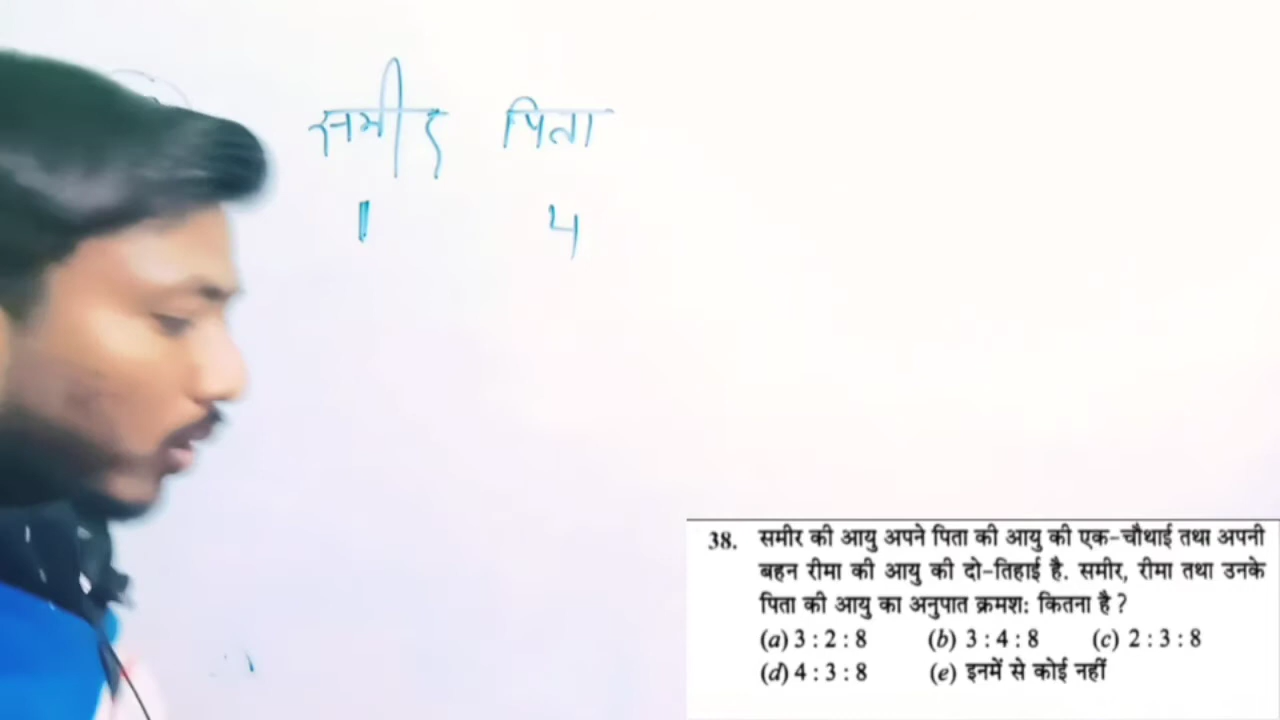 समीर पिता
1 4
38. समीर की आयु अपने पिता की आयु की एक-चौथाई तथा अपनी
बहन रीमा की आयु की दो-तिहाई है. समीर, रीमा तथा उनके
पिता की आयु का अनुपात क्रमश: कितना है ?
(a) 3 : 2 : 8 (b) 3 : 4 : 8 (c) 2 : 3 : 8
(d) 4 : 3 : 8 (e) इनमें से कोई नहीं